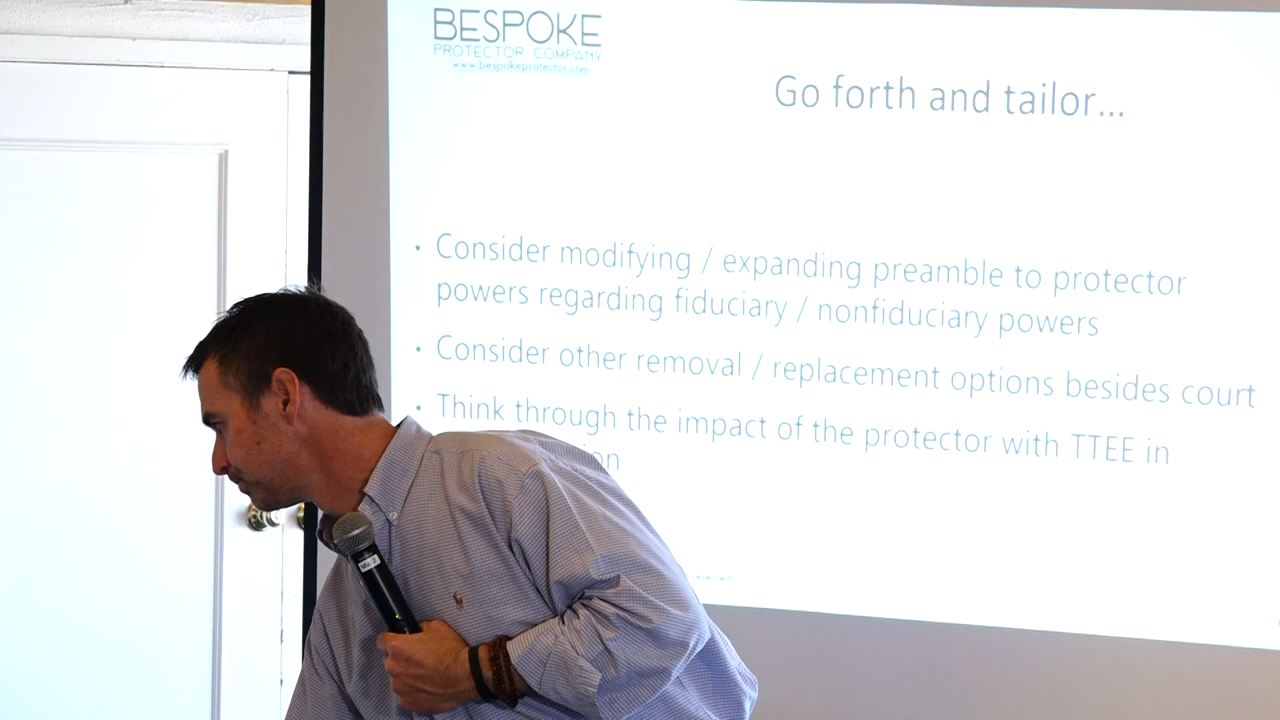 BESPOKE
PROTECTOR COMPANY
www.bespokeprotector.com
Go forth and tailor...
• Consider modifying / expanding preamble to protector
powers regarding fiduciary / nonfiduciary powers
• Consider other removal / replacement options besides court
• Think through the impact of the protector with TTEE in
Mic 2